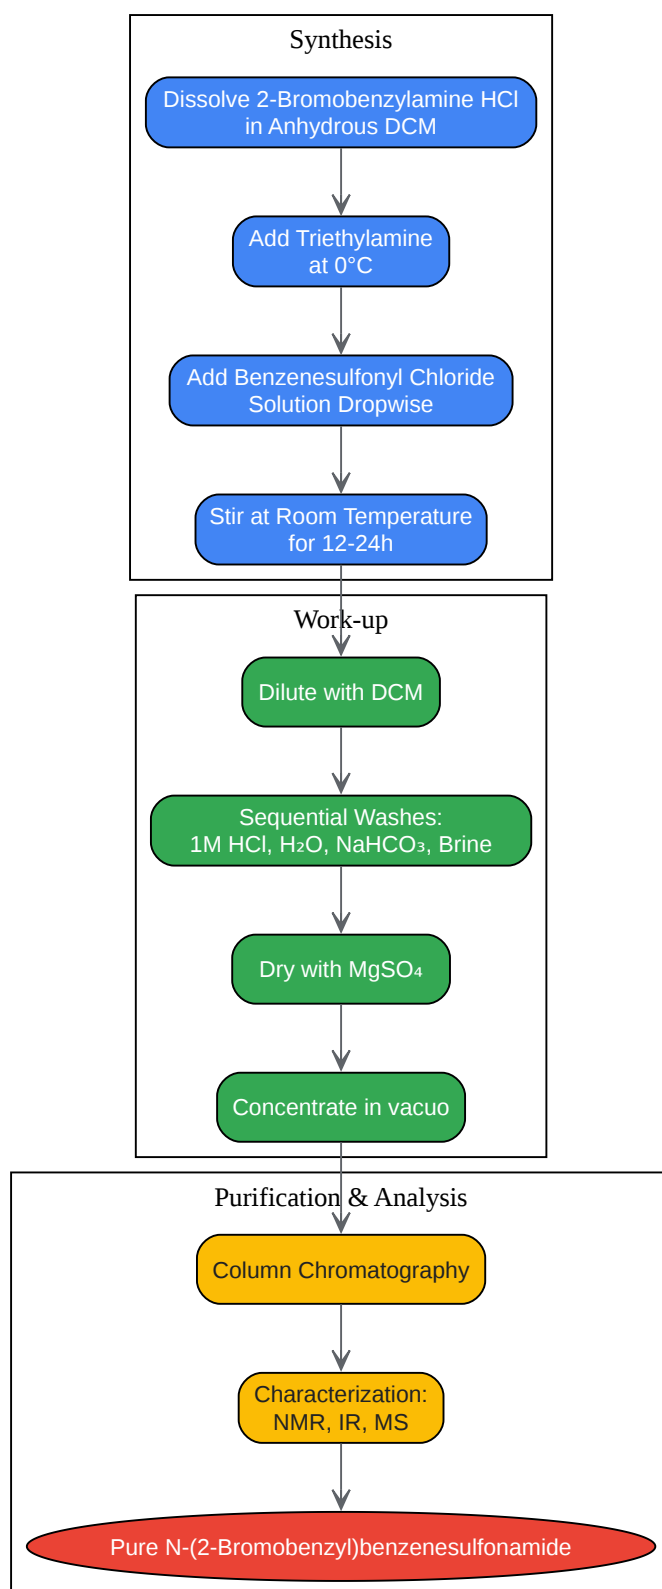 Synthesis
Dissolve 2-Bromobenzylamine HCl
in Anhydrous DCM
Add Triethylamine
at 0°C
Add Benzenesulfonyl Chloride
Solution Dropwise
Stir at Room Temperature
for 12-24h
Work-up
Dilute with DCM
Sequential Washes:
1M HCl, H₂O, NaHCO₃, Brine
Dry with MgSO₄
Concentrate in vacuo
Purification & Analysis
Column Chromatography
Characterization:
NMR, IR, MS
Pure N-(2-Bromobenzyl)benzenesulfonamide